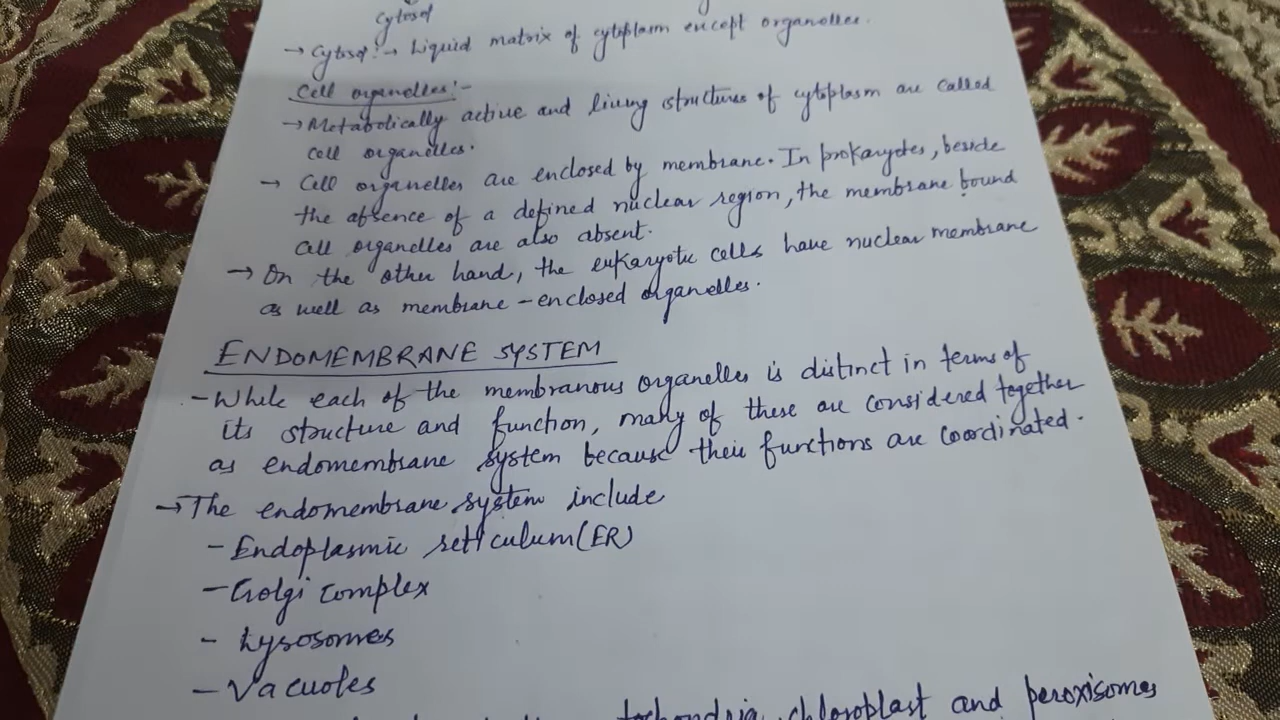 Cytosol
→ Cytosol:→ Liquid matrix of cytoplasm except organelles.
Cell organelles:-
→ Metabolically active and living structures of cytoplasm are called
cell organelles.
→ Cell organelles are enclosed by membrane. In prokaryotes, beside
the absence of a defined nuclear region, the membrane bound
cell organelles are also absent.
→ On the other hand, the eukaryotic cells have nuclear membrane
as well as membrane-enclosed organelles.
ENDOMEMBRANE SYSTEM
- While each of the membranous organelles is distinct in terms of
its structure and function, many of these are considered together
as endomembrane system because their functions are coordinated.
→ The endomembrane system include
- Endoplasmic reticulum (ER)
- Golgi complex
- Lysosomes
- Vacuoles
chloroplast and peroxisomes